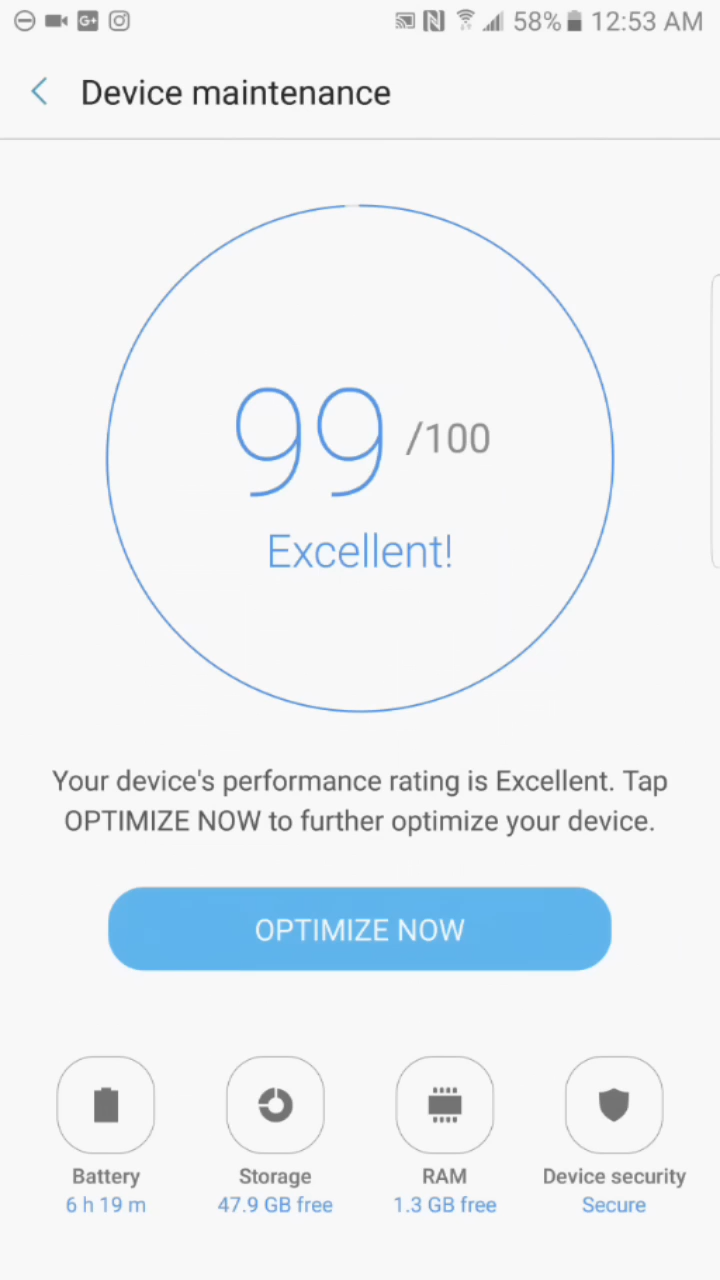 G+ 58% 12:53 AM
Device maintenance
99 /100
Excellent!
Your device's performance rating is Excellent. Tap
OPTIMIZE NOW to further optimize your device.
OPTIMIZE NOW
Battery Storage RAM Device security
6 h 19 m 47.9 GB free 1.3 GB free Secure